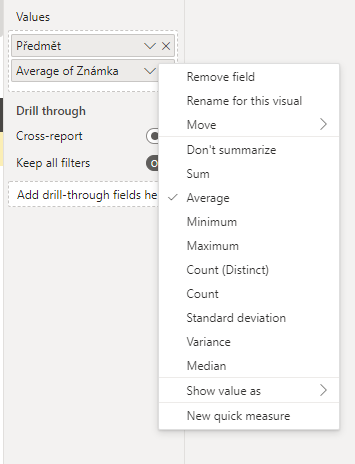 Values
Předmět
Average of Známka
Drill through
Cross-report
Keep all filters
Add drill-through fields he
Remove field
Rename for this visual
Move
Don't summarize
Sum
Average
Minimum
Maximum
Count (Distinct)
Count
Standard deviation
Variance
Median
Show value as
New quick measure